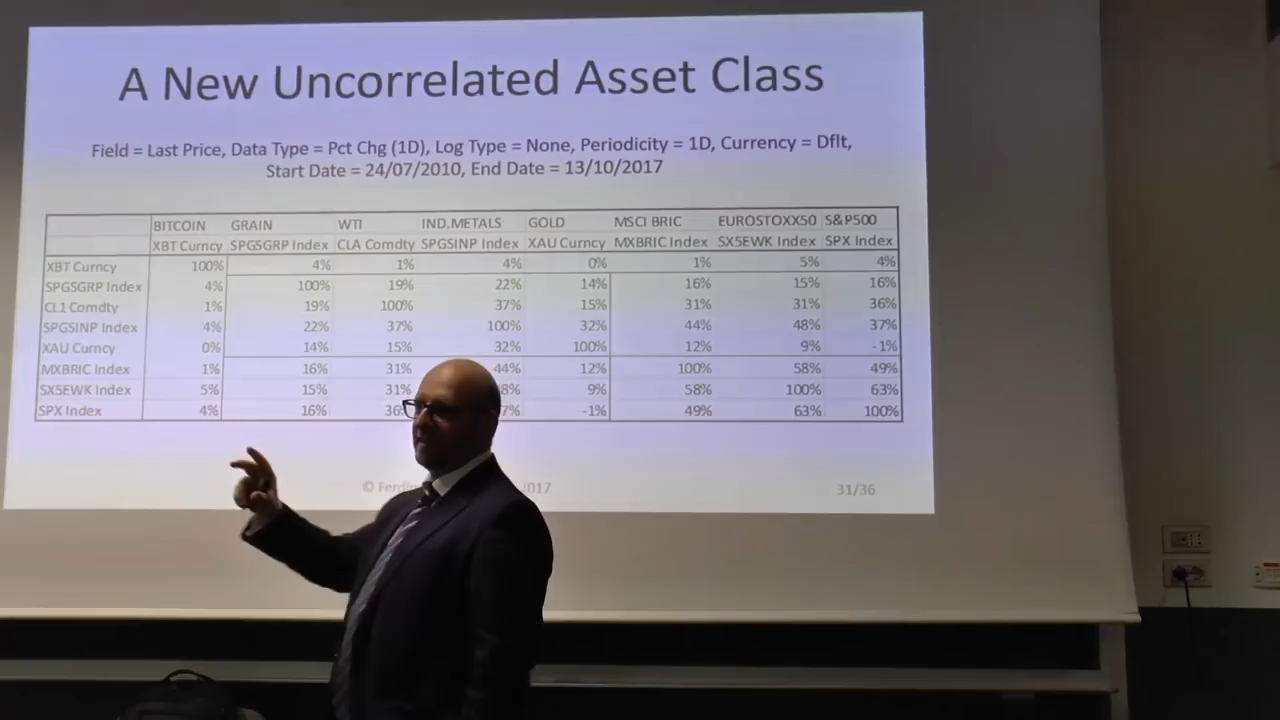 A New Uncorrelated Asset Class
Field = Last Price, Data Type = Pct Chg (1D), Log Type = None, Periodicity = 1D, Currency = Dflt,
Start Date = 24/07/2010, End Date = 13/10/2017
BITCOIN GRAIN WTI IND.METALS GOLD MSCI BRIC EUROSTOXX50 S&P500
XBT Curncy SPGSGRP Index CLA Comdty SPGSINP Index XAU Curncy MXBRIC Index SX5EWK Index SPX Index
XBT Curncy 100% 4% 1% 4% 0% 1% 5% 4%
SPGSGRP Index 4% 100% 19% 22% 14% 16% 15% 16%
CL1 Comdty 1% 19% 100% 37% 15% 31% 31% 36%
SPGSINP Index 4% 22% 37% 100% 32% 44% 48% 37%
XAU Curncy 0% 14% 15% 32% 100% 12% 9% -1%
MXBRIC Index 1% 16% 31% 44% 12% 100% 58% 49%
SX5EWK Index 5% 15% 31% 8% 9% 58% 100% 63%
SPX Index 4% 16% 36 7% -1% 49% 63% 100%
© 31/36